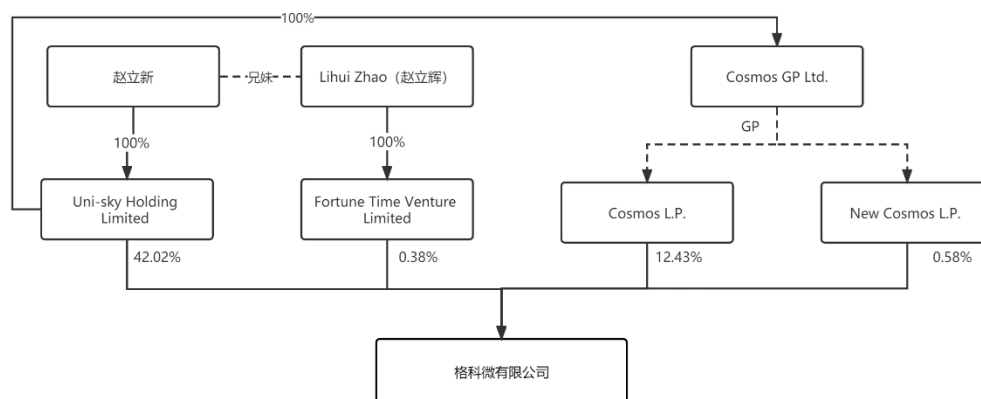 100%
赵立新
兄妹
Lihui Zhao（赵立辉）
Cosmos GP Ltd.
100%
100%
GP
Uni-sky Holding
Limited
Fortune Time Venture
Limited
Cosmos L.P.
New Cosmos L.P.
42.02%
0.38%
12.43%
0.58%
格科微有限公司